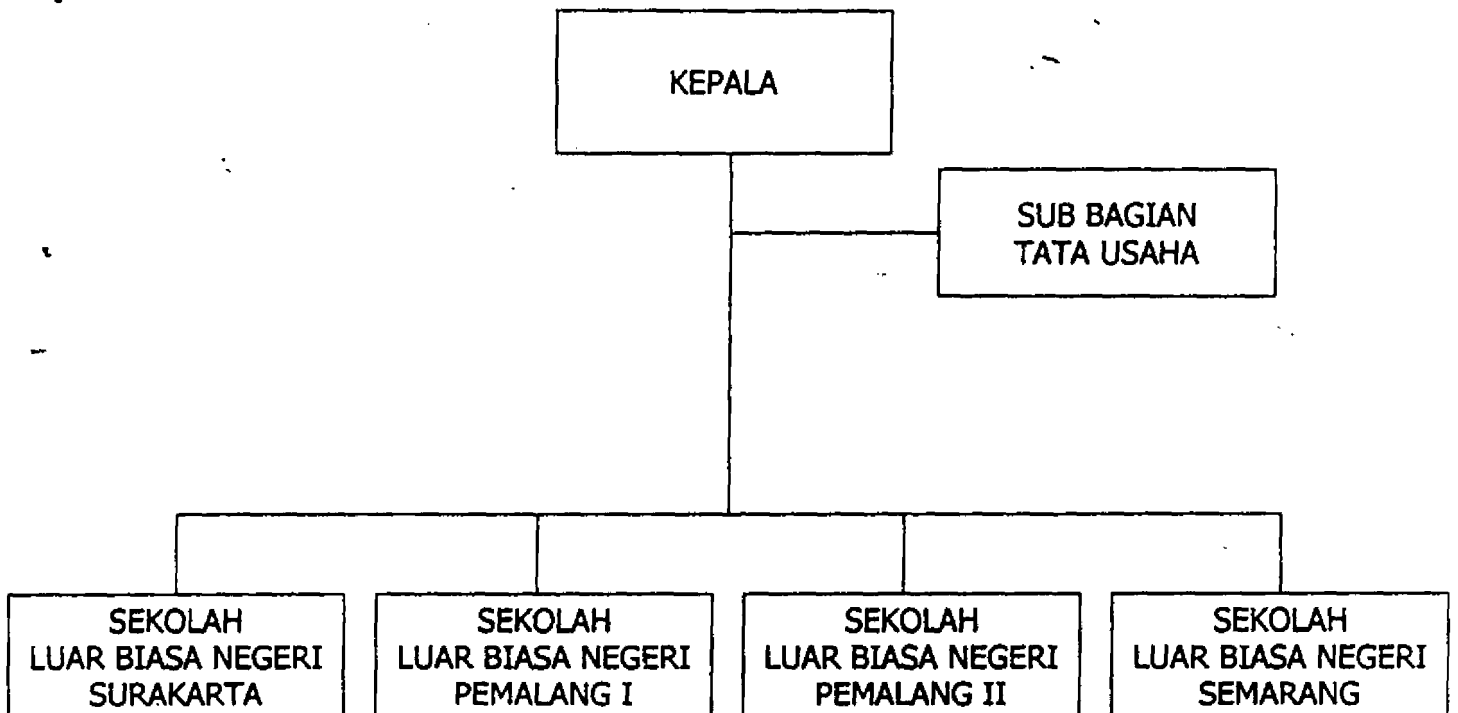 KEPALA
SUB BAGIAN
TATA USAHA
SEKOLAH
LUAR BIASA NEGERI
SURAKARTA
SEKOLAH
LUAR BIASA NEGERI
PEMALANG I
SEKOLAH
LUAR BIASA NEGERI
PEMALANG II
SEKOLAH
LUAR BIASA NEGERI
SEMARANG